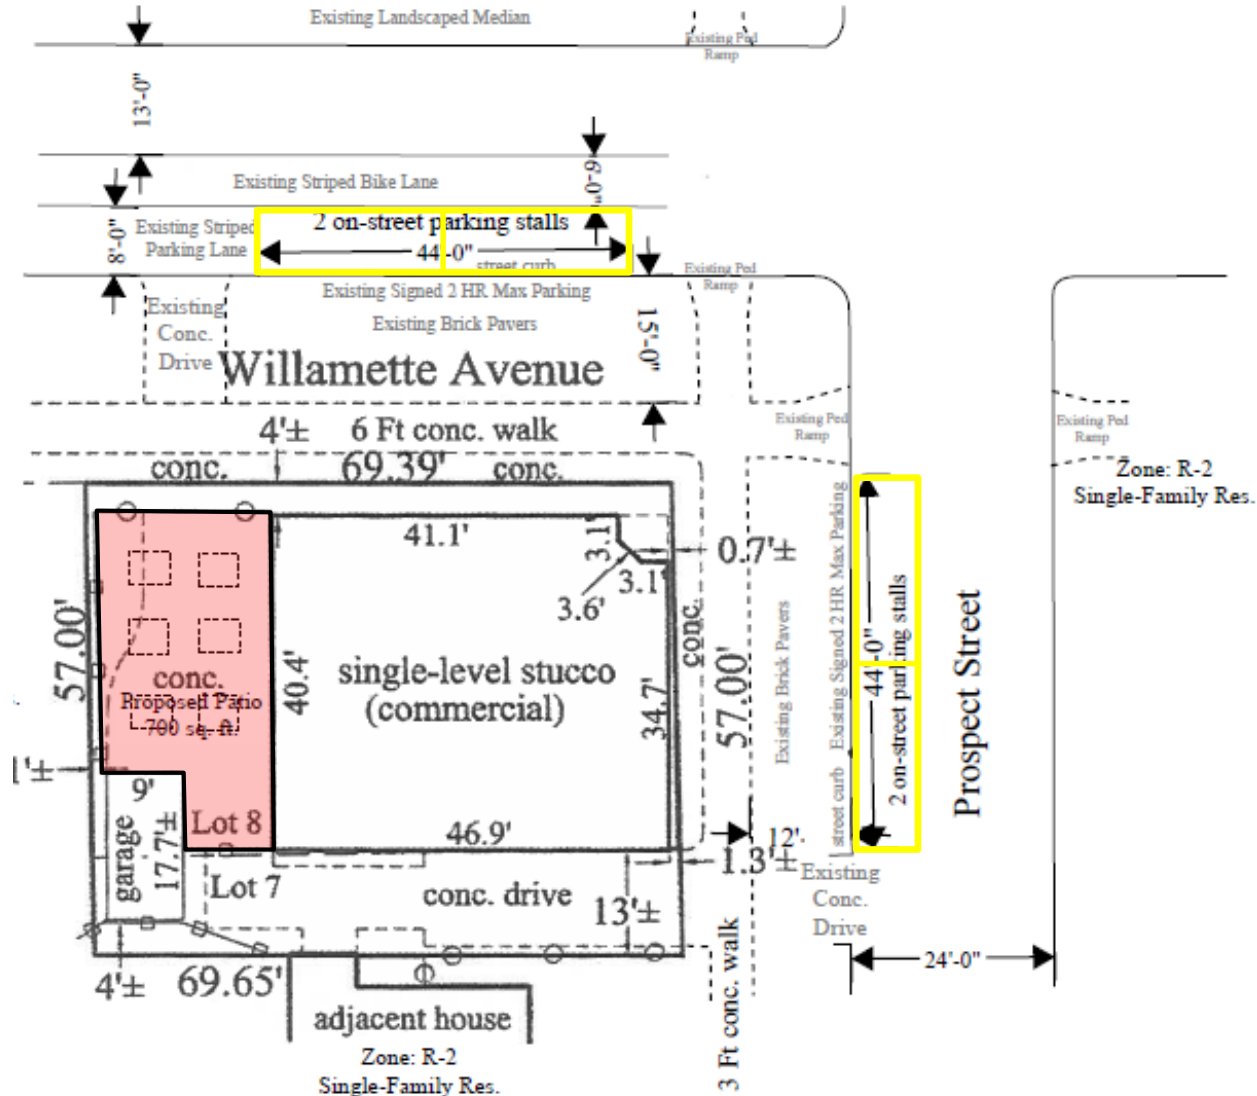 Existing Landscaped Median
Existing Ped
Ramp
13'-0"
6'-0"
Existing Striped Bike Lane
8'-0"
Existing Striped
Parking Lane
2 on-street parking stalls
44'-0"
street curb
Existing Ped
Ramp
Existing Signed 2 HR Max Parking
Existing
Conc.
Drive
Existing Brick Pavers
15'-0"
Willamette Avenue
4'± 6 Ft conc. walk
conc. 69.39' conc.
Existing Ped
Ramp
Existing Ped
Ramp
Zone: R-2
Single-Family Res.
41.1'
3.1'
3.1'
3.6'
0.7'±
57.00'
conc.
Proposed Patio
700 sq. ft.
40.4'
single-level stucco
(commercial)
34.7'
conc.
57.00'
Existing Brick Pavers
street curb Existing Signed 2 HR Max Parking
44'-0"
2 on-street parking stalls
Prospect Street
1'±
9'
garage
17.7'±
Lot 8
46.9'
12'-
1.3'±
Lot 7
conc. drive
13'±
Existing
Conc.
Drive
24'-0"
4'± 69.65'
adjacent house
3 Ft conc. walk
Zone: R-2
Single-Family Res.